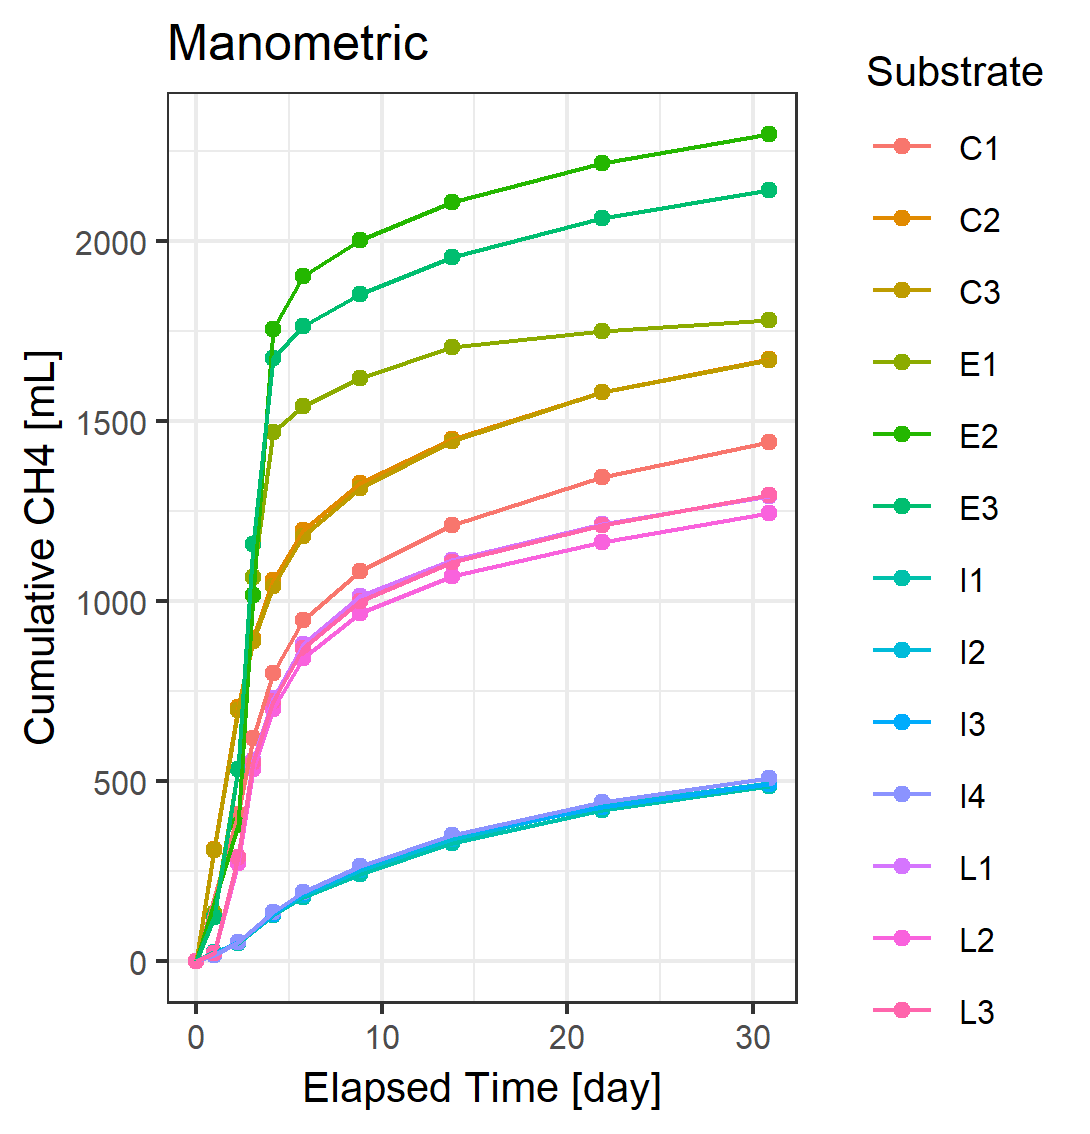 Manometric
Substrate
C1
C2
C3
E1
E2
E3
I1
I2
I3
I4
L1
L2
L3
Cumulative CH4 [mL]
2000
1500
1000
500
0
0 10 20 30
Elapsed Time [day]